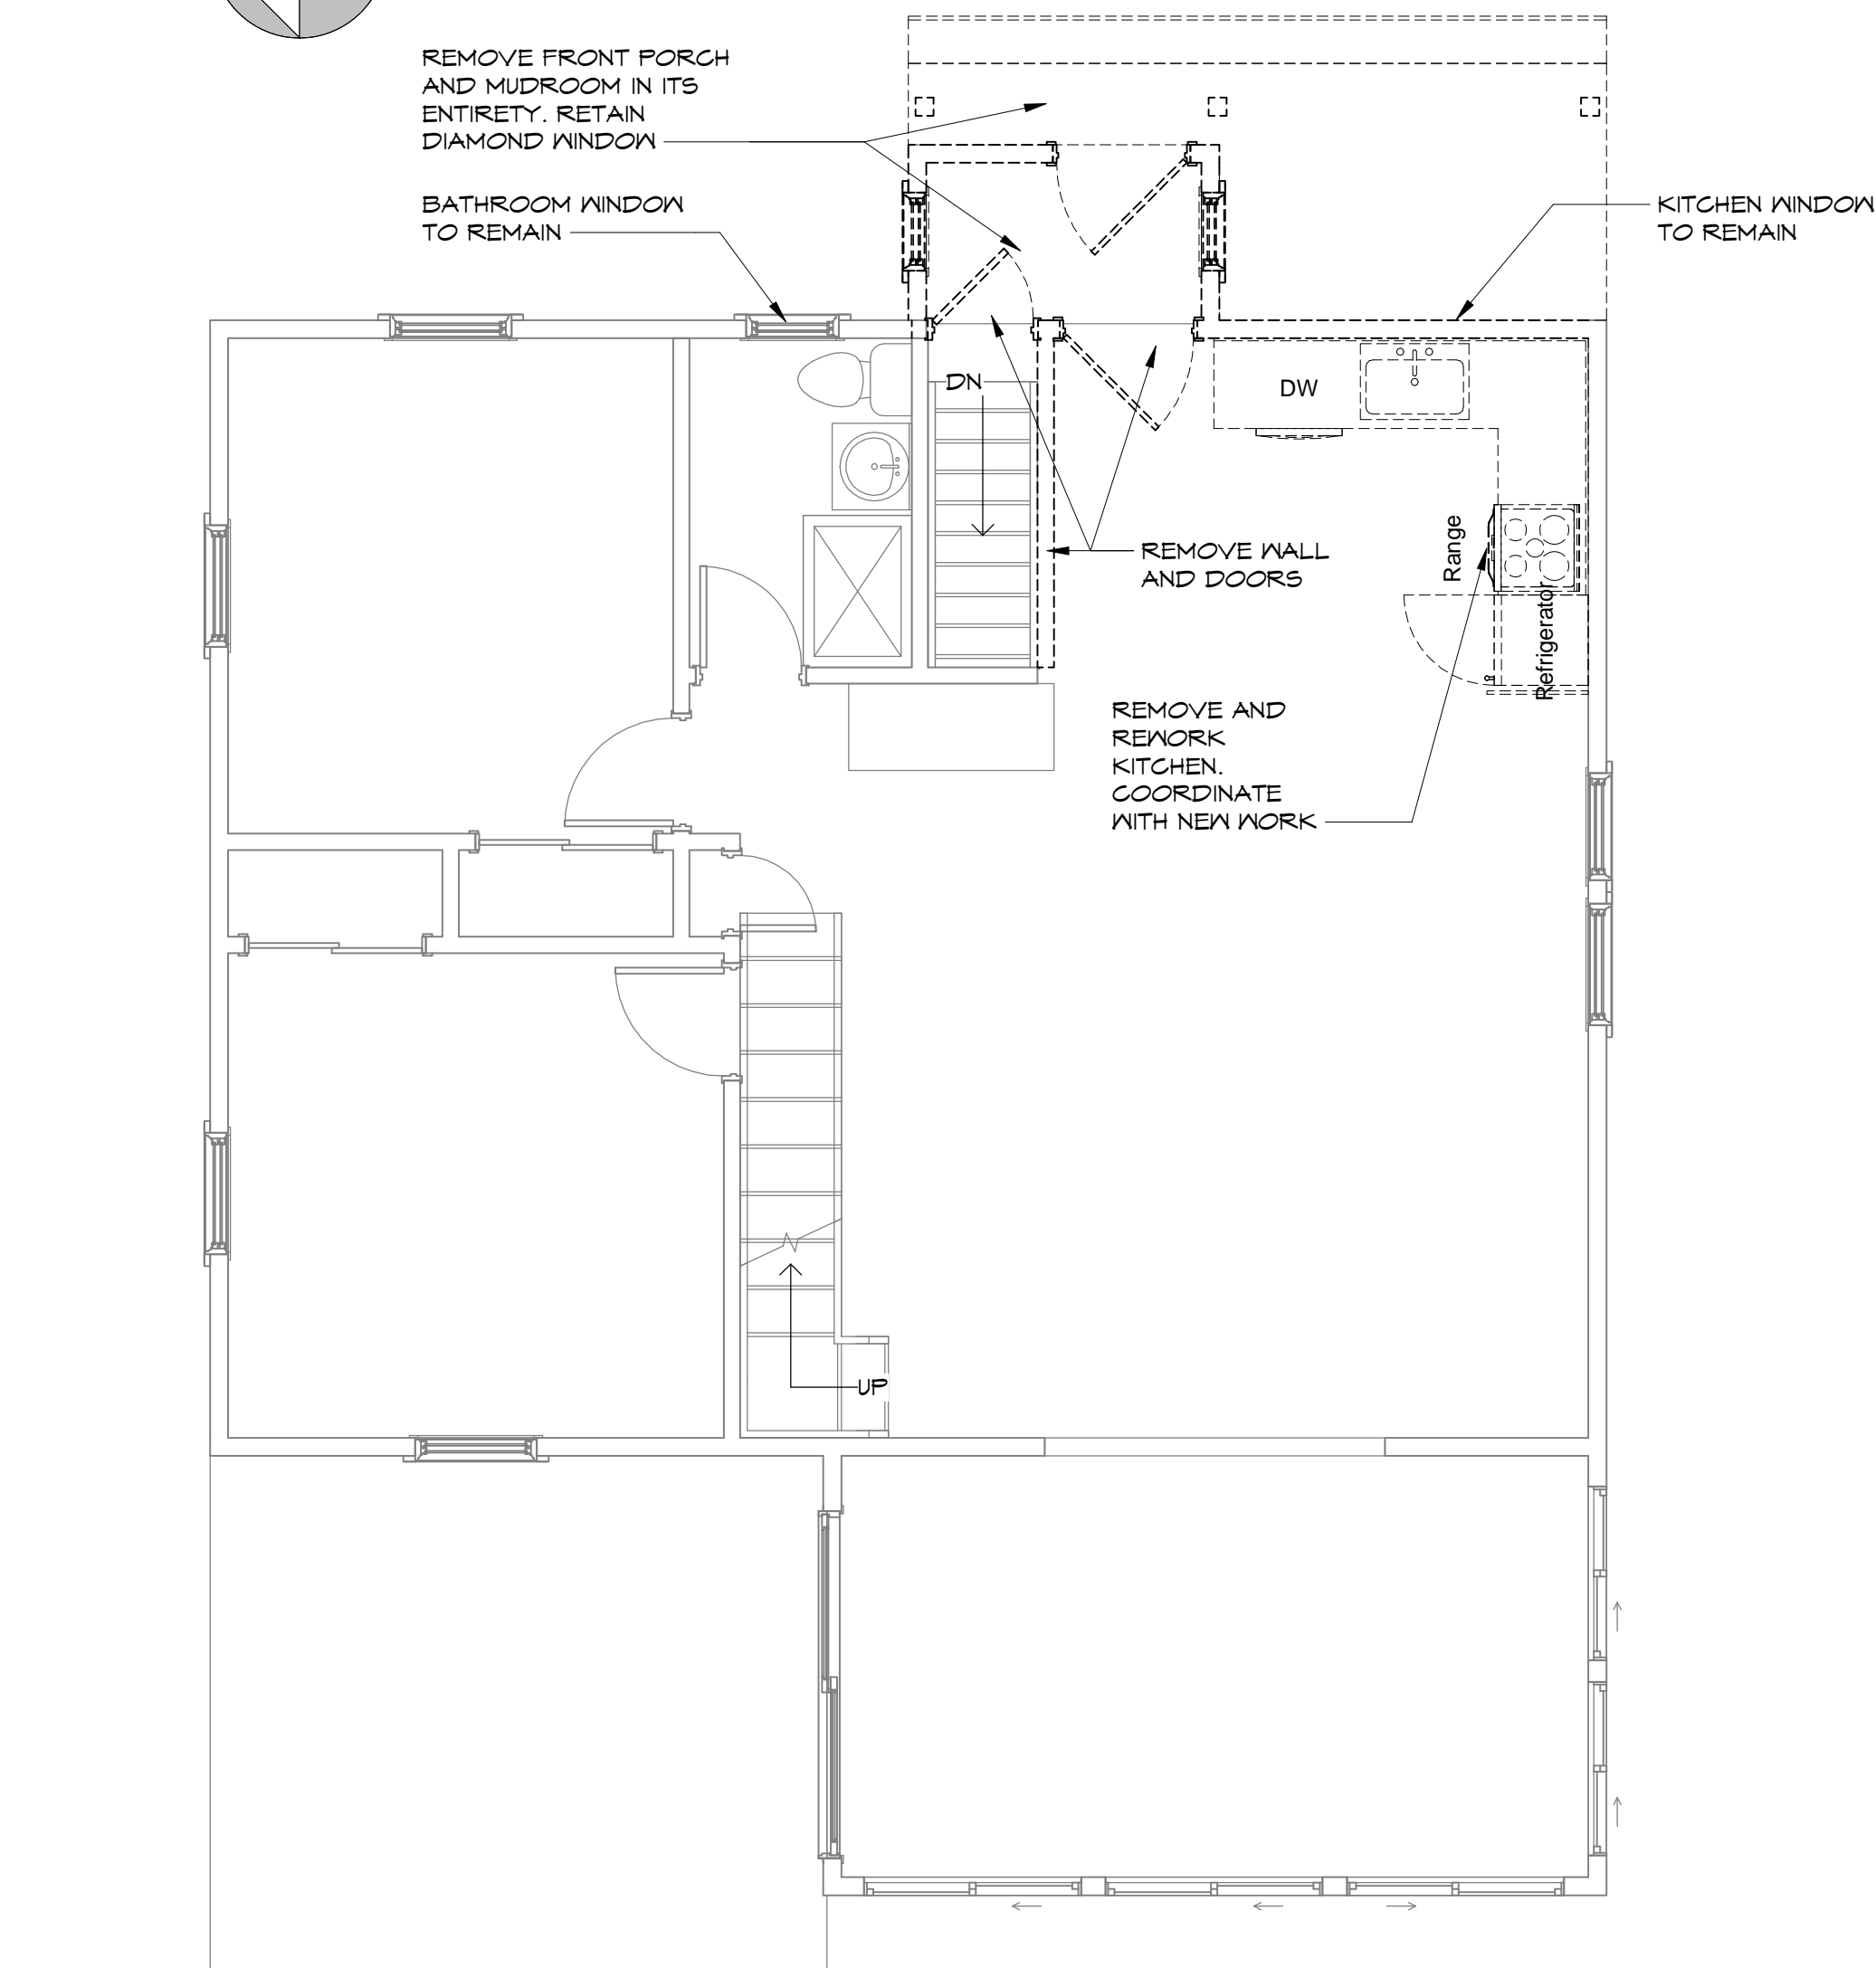 REMOVE FRONT PORCH
AND MUDROOM IN ITS
ENTIRETY. RETAIN
DIAMOND WINDOW
BATHROOM WINDOW
TO REMAIN
KITCHEN WINDOW
TO REMAIN
DN
DW
Range
Refrigerator
REMOVE WALL
AND DOORS
REMOVE AND
REWORK
KITCHEN.
COORDINATE
WITH NEW WORK
UP